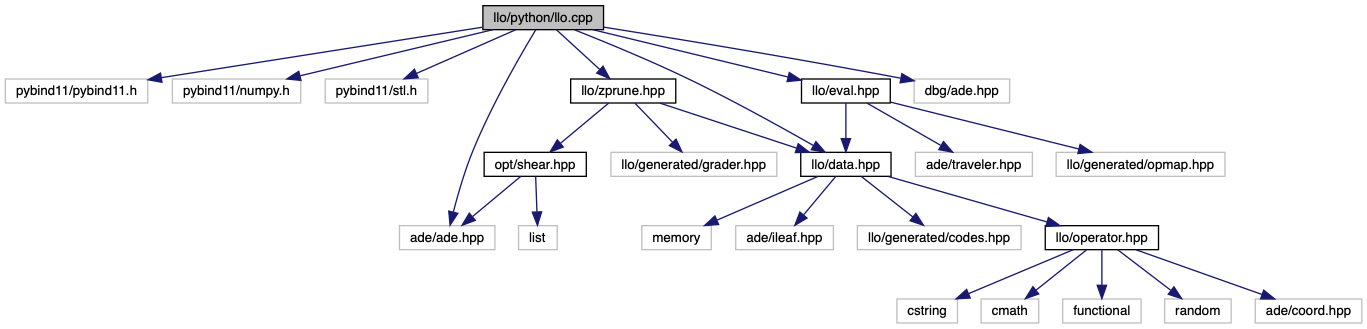 llo/python/llo.cpp
pybind11/pybind11.h
pybind11/numpy.h
pybind11/stl.h
llo/zprune.hpp
llo/eval.hpp
dbg/ade.hpp
opt/shear.hpp
llo/generated/grader.hpp
llo/data.hpp
ade/traveler.hpp
llo/generated/opmap.hpp
ade/ade.hpp
list
memory
ade/ileaf.hpp
llo/generated/codes.hpp
llo/operator.hpp
cstring
cmath
functional
random
ade/coord.hpp